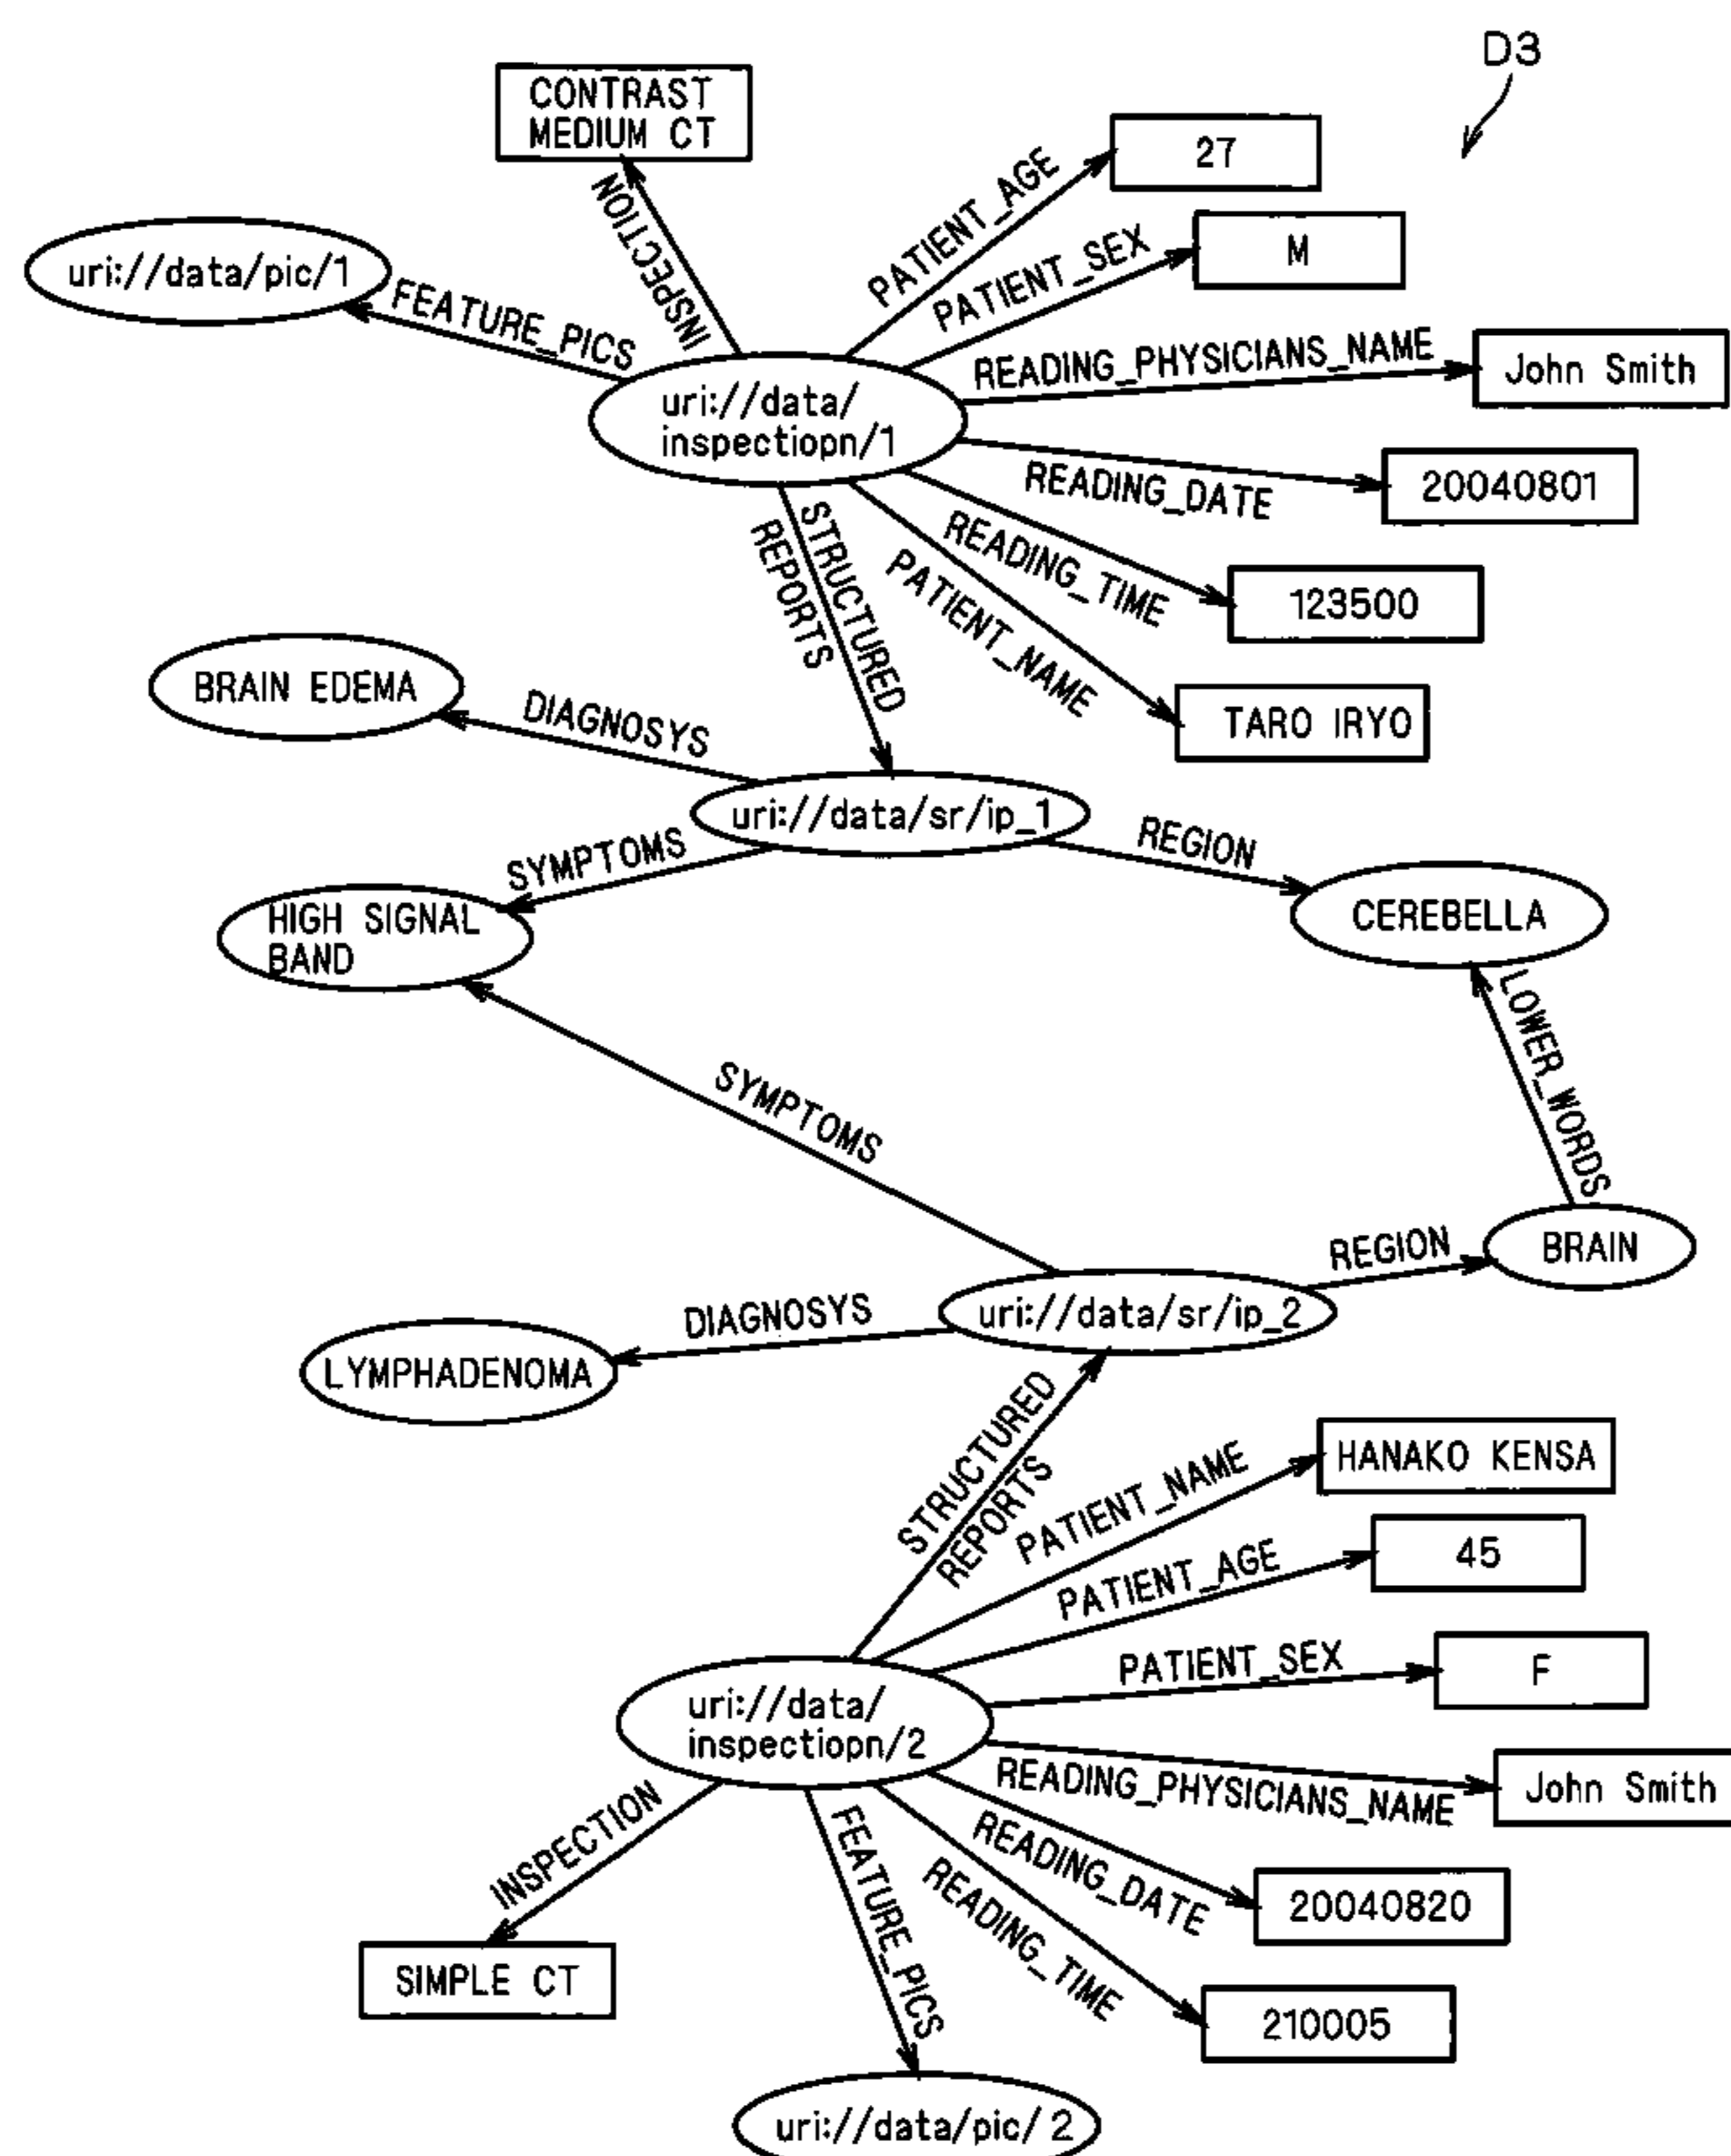 D3
CONTRAST
MEDIUM CT
27
PATIENT_AGE
M
PATIENT_SEX
INSPECTION
uri://data/pic/1
FEATURE_PICS
READING_PHYSICIANS_NAME
John Smith
uri://data/
inspectiopn/1
READING_DATE
20040801
READING_TIME
123500
STRUCTURED
REPORTS
PATIENT_NAME
TARO IRYO
BRAIN EDEMA
DIAGNOSYS
uri://data/sr/ip_1
SYMPTOMS
REGION
HIGH SIGNAL
BAND
CEREBELLA
LOWER_WORDS
SYMPTOMS
REGION
BRAIN
uri://data/sr/ip_2
DIAGNOSYS
LYMPHADENOMA
STRUCTURED
REPORTS
PATIENT_NAME
HANAKO KENSA
PATIENT_AGE
45
PATIENT_SEX
F
uri://data/
inspectiopn/2
READING_PHYSICIANS_NAME
John Smith
INSPECTION
FEATURE_PICS
READING_DATE
20040820
READING_TIME
SIMPLE CT
210005
uri://data/pic/ 2